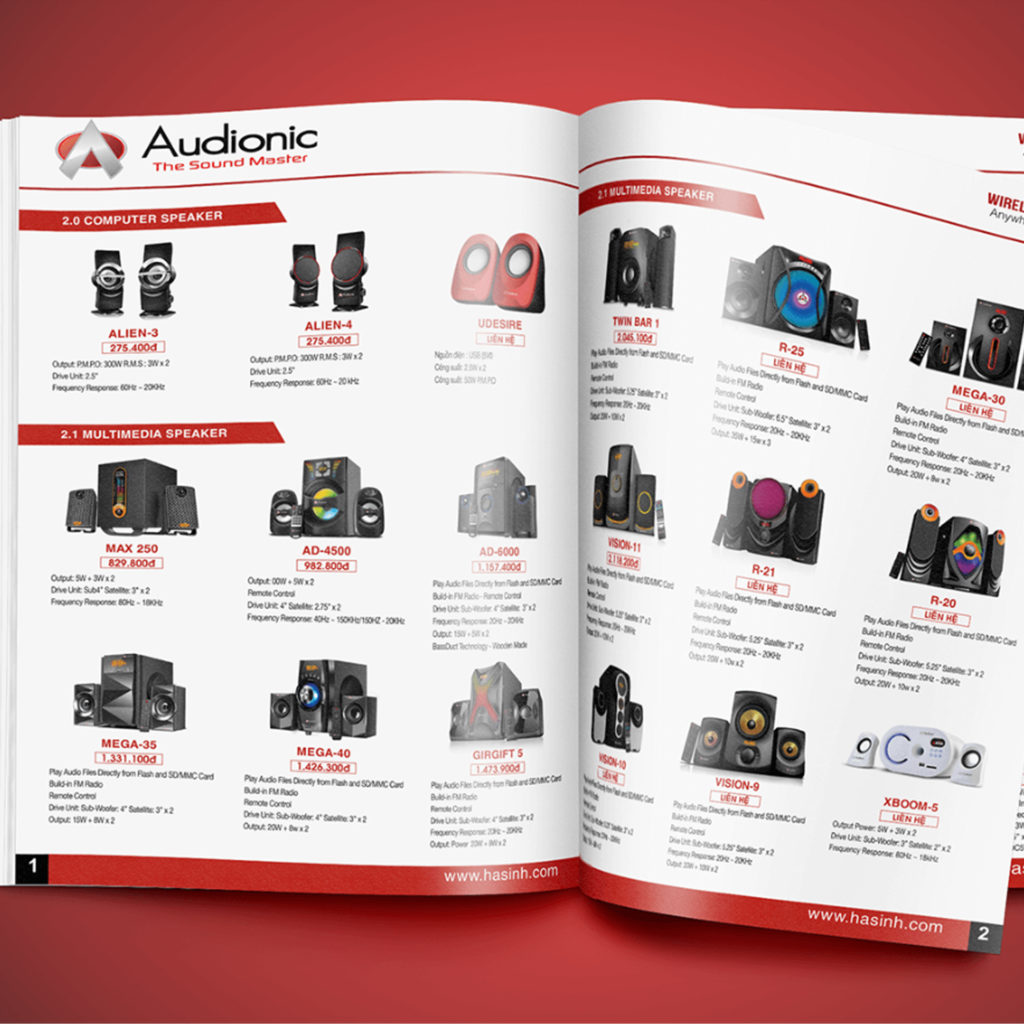 Audionic
The Sound Master
2.0 COMPUTER SPEAKER
ALIEN-3
275.400đ
Output: P.M.P.O: 300W R.M.S : 3W x 2
Drive Unit: 2.5"
Frequency Response: 60Hz ~ 20KHz
ALIEN-4
275.400đ
Output: P.M.P.O: 300W R.M.S : 3W x 2
Drive Unit: 2.5"
Frequency Response: 60Hz ~ 20 kHz
UDESIRE
LIÊN HỆ
Nguồn điện : USB (5V)
Công suất: 2.5W x 2
Công suất: 50W P.M.P.O
2.1 MULTIMEDIA SPEAKER
MAX 250
829.800đ
Output: 5W + 3W x 2
Drive Unit: Sub4" Satellite: 3" x 2
Frequency Response: 80Hz ~ 18KHz
AD-4500
982.800đ
Output: 00W + 5W x 2
Remote Control
Drive Unit: 4" Satellite: 2.75" x 2
Frequency Response: 40Hz ~ 150KHz/150HZ - 20KHz
AD-6000
1.157.400đ
Play Audio Files Directly from Flash and SD/MMC Card
Build-in FM Radio - Remote Control
Drive Unit: Sub-Woofer: 4" Satellite: 3" x 2
Frequency Response: 20Hz ~ 20KHz
Output: 15W + 5W x 2
BassDuct Technology - Wooden Made
MEGA-35
1.331.100đ
Play Audio Files Directly from Flash and SD/MMC Card
Build-in FM Radio
Remote Control
Drive Unit: Sub-Woofer: 4" Satellite: 3" x 2
Output: 15W + 8W x 2
MEGA-40
1.426.300đ
Play Audio Files Directly from Flash and SD/MMC Card
Build-in FM Radio
Remote Control
Drive Unit: Sub-Woofer: 4" Satellite: 3" x 2
Output: 20W + 8w x 2
GIRGIFT 5
1.473.900đ
Play Audio Files Directly from Flash and SD/MMC Card
Build-in FM Radio
Remote Control
Drive Unit: Sub-Woofer: 4" Satellite: 3" x 2
Frequency Response: 20Hz ~ 20KHz
Output: Power 20W + 8W x 2
1
www.hasinh.com
2.1 MULTIMEDIA SPEAKER
TWIN BAR 1
2.045.100đ
Play Audio Files Directly from Flash and SD/MMC Card
Build-in FM Radio
Remote Control
Drive Unit: Sub-Woofer: 5.25" Satellite: 3" x 2
Frequency Response: 20Hz ~ 20KHz
Output: 20W + 10W x 2
R-25
LIÊN HỆ
Play Audio Files Directly from Flash and SD/MMC Card
Build-in FM Radio
Remote Control
Drive Unit: Sub-Woofer: 6.5" Satellite: 3" x 2
Frequency Response: 20Hz ~ 20KHz
Output: 35W + 15w x 3
MEGA-30
LIÊN HỆ
Play Audio Files Directly from Flash and SD/
Build-in FM Radio
Remote Control
Drive Unit: Sub-Woofer: 4" Satellite: 3" x 2
Frequency Response: 20Hz ~ 20KHz
Output: 20W + 8w x 2
VISION-11
2.118.200đ
Play Audio Files Directly from Flash and SD/MMC Card
Build-in FM Radio
Frequency Response: 20Hz ~ 20KHz
Output: 20W + 10W x 2
R-21
LIÊN HỆ
Play Audio Files Directly from Flash and SD/MMC Card
Build-in FM Radio
Remote Control
Drive Unit: Sub-Woofer: 5.25" Satellite: 3" x 2
Frequency Response: 20Hz ~ 20KHz
Output: 20W + 10w x 2
R-20
LIÊN HỆ
Play Audio Files Directly from Flash and SD/MMC Card
Build-in FM Radio
Remote Control
Drive Unit: Sub-Woofer: 5.25" Satellite: 3" x 2
Frequency Response: 20Hz ~ 20KHz
Output: 20W + 10w x 2
VISION-10
LIÊN HỆ
Play Audio Files Directly from Flash and SD/MMC Card
VISION-9
LIÊN HỆ
Play Audio Files Directly from Flash and SD/MMC Card
Build-in FM Radio
Remote Control
Drive Unit: Sub-Woofer: 5.25" Satellite: 3" x 2
Frequency Response: 20Hz ~ 20KHz
Output: 20W + 10W x 2
XBOOM-5
LIÊN HỆ
Output Power: 5W + 3W x 2
Drive Unit: Sub-Woofer: 3" Satellite: 2" x 2
Frequency Response: 80Hz ~ 18kHz
www.hasinh.com
2
WIREL
Anywh